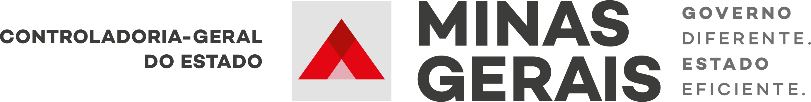 CONTROLADORIA-GERAL
DO ESTADO
MINAS
GERAIS
GOVERNO
DIFERENTE.
ESTADO
EFICIENTE.